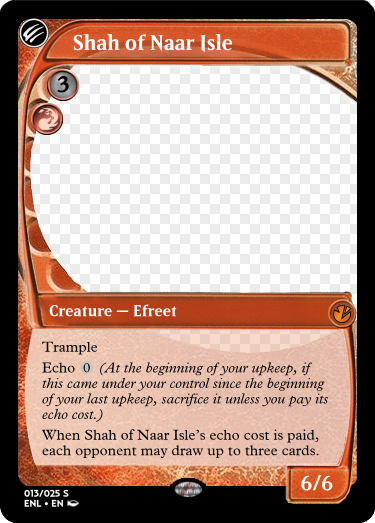 Shah of Naar Isle
3
Creature — Efreet
Trample
Echo 0 (At the beginning of your upkeep, if
this came under your control since the beginning
of your last upkeep, sacrifice it unless you pay its
echo cost.)
When Shah of Naar Isle's echo cost is paid,
each opponent may draw up to three cards.
6/6
013/025 S
ENL • EN